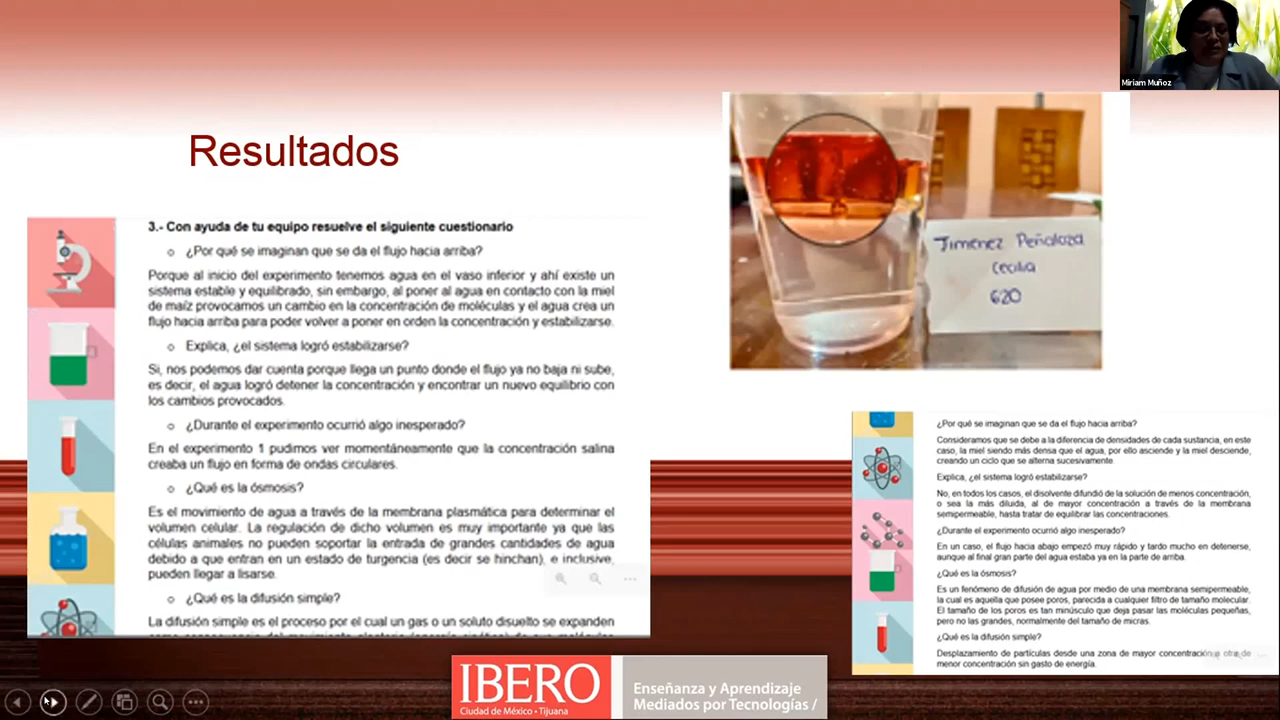 Miriam Muñoz
Resultados
3.- Con ayuda de tu equipo resuelve el siguiente cuestionario
¿Por qué se imaginan que se da el flujo hacia arriba?
Porque al inicio del experimento tenemos agua en el vaso inferior y ahí existe un
sistema estable y equilibrado, sin embargo, al poner al agua en contacto con la miel
de maíz provocamos un cambio en la concentración de moléculas y el agua crea un
flujo hacia arriba para poder volver a poner en orden la concentración y estabilizarse.
Explica, ¿el sistema logró estabilizarse?
Si, nos podemos dar cuenta porque llega un punto donde el flujo ya no baja ni sube,
es decir, el agua logró detener la concentración y encontrar un nuevo equilibrio con
los cambios provocados.
¿Durante el experimento ocurrió algo inesperado?
En el experimento 1 pudimos ver momentáneamente que la concentración salina
creaba un flujo en forma de ondas circulares.
¿Qué es la ósmosis?
Es el movimiento de agua a través de la membrana plasmática para determinar el
volumen celular. La regulación de dicho volumen es muy importante ya que las
células animales no pueden soportar la entrada de grandes cantidades de agua
debido a que entran en un estado de turgencia (es decir se hinchan), e inclusive,
pueden llegar a lisarse.
¿Qué es la difusión simple?
La difusión simple es el proceso por el cual un gas o un soluto disuelto se expanden
Jimenez Peñaloza
Cecilia
620
¿Por qué se imaginan que se da el flujo hacia arriba?
Consideramos que se debe a la diferencia de densidades de cada sustancia, en este
caso, la miel siendo más densa que el agua, por ello asciende y la miel desciende,
creando un ciclo que se alterna sucesivamente.
Explica, ¿el sistema logró estabilizarse?
No, en todos los casos, el disolvente difundió de la solución de menos concentración,
o sea la más diluida, al de mayor concentración a través de la membrana
semipermeable, hasta tratar de equilibrar las concentraciones.
¿Durante el experimento ocurrió algo inesperado?
En un caso, el flujo hacia abajo empezó muy rápido y tardo mucho en detenerse,
aunque al final gran parte del agua estaba ya en la parte de arriba.
¿Qué es la ósmosis?
Es un fenómeno de difusión de agua por medio de una membrana semipermeable,
la cual es aquella que posee poros, parecida a cualquier filtro de tamaño molecular.
El tamaño de los poros es tan minúsculo que deja pasar las moléculas pequeñas,
pero no las grandes, normalmente del tamaño de micras.
¿Qué es la difusión simple?
Desplazamiento de partículas desde una zona de mayor concentración a otra de
menor concentración sin gasto de energía.
IBERO
Ciudad de México • Tijuana
Enseñanza y Aprendizaje
Mediados por Tecnologías /